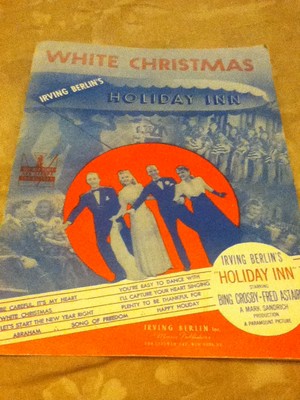 WHITE CHRISTMAS
IRVING BERLIN'S
HOLIDAY INN
BE CAREFUL, IT'S MY HEART
WHITE CHRISTMAS
LET'S START THE NEW YEAR RIGHT
ABRAHAM
SONG OF FREEDOM
YOU'RE EASY TO DANCE WITH
I'LL CAPTURE YOUR HEART SINGING
PLENTY TO BE THANKFUL FOR
HAPPY HOLIDAY
IRVING BERLIN'S
"HOLIDAY INN"
STARRING
BING CROSBY-FRED ASTAIR
A MARK SANDRICH
PRODUCTION
A PARAMOUNT PICTURE
IRVING BERLIN Inc.
Music Publishers